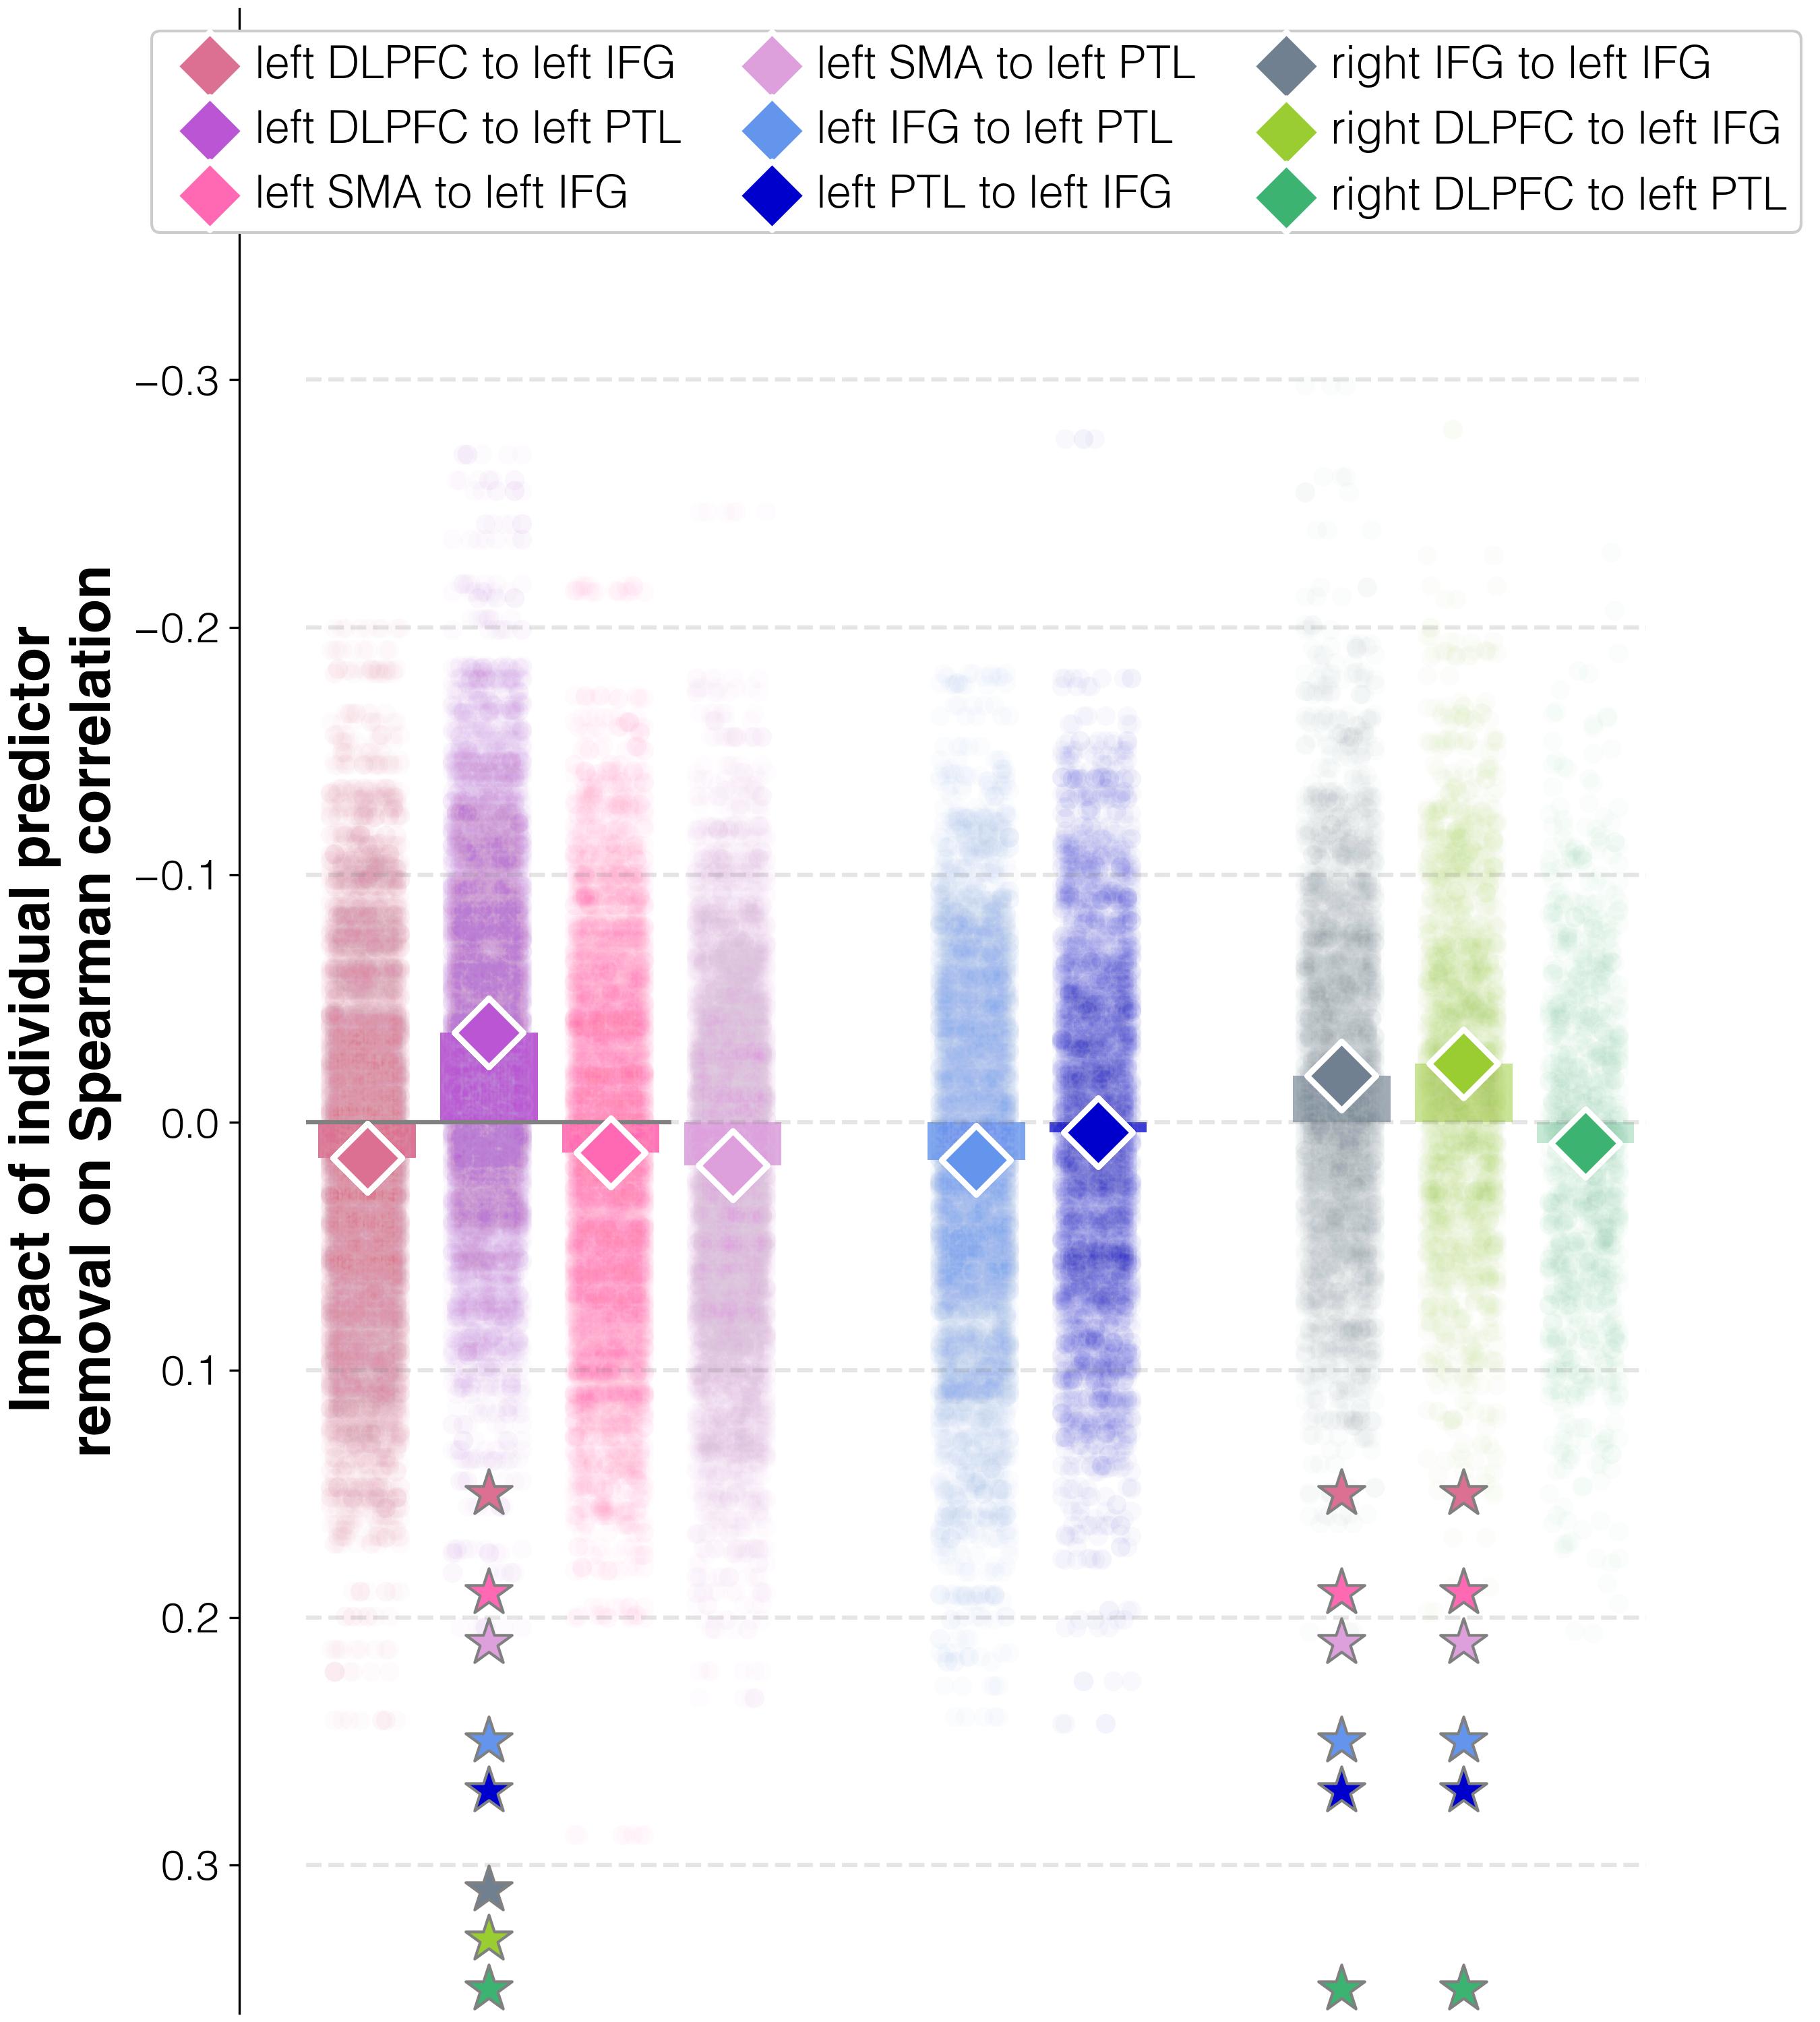 left DLPFC to left IFG
left DLPFC to left PTL
left SMA to left IFG
left SMA to left PTL
left IFG to left PTL
left PTL to left IFG
right IFG to left IFG
right DLPFC to left IFG
right DLPFC to left PTL
Impact of individual predictor
removal on Spearman correlation
−0.3
−0.2
−0.1
0.0
0.1
0.2
0.3